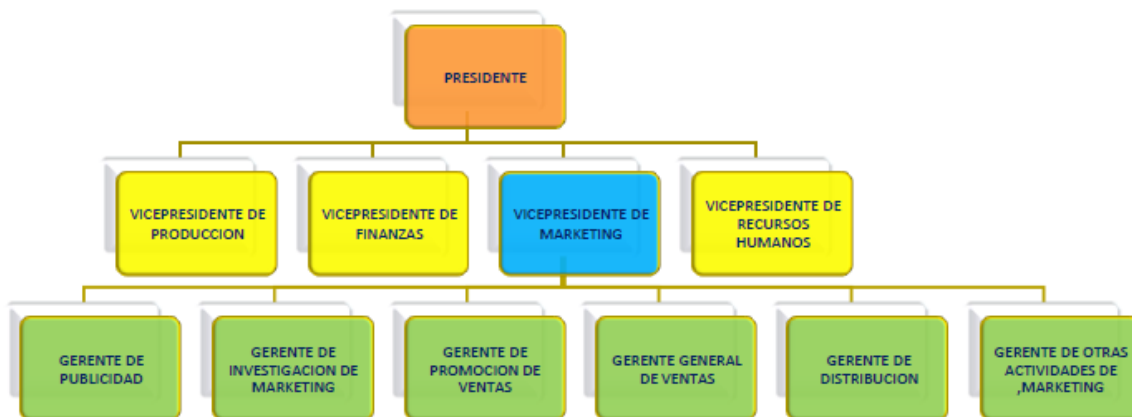 PRESIDENTE
VICEPRESIDENTE DE
PRODUCCION
VICEPRESIDENTE DE
FINANZAS
VICEPRESIDENTE DE
MARKETING
VICEPRESIDENTE DE
RECURSOS
HUMANOS
GERENTE DE
PUBLICIDAD
GERENTE DE
INVESTIGACION DE
MARKETING
GERENTE DE
PROMOCION DE
VENTAS
GERENTE GENERAL
DE VENTAS
GERENTE DE
DISTRIBUCION
GERENTE DE OTRAS
ACTIVIDADES DE
,MARKETING